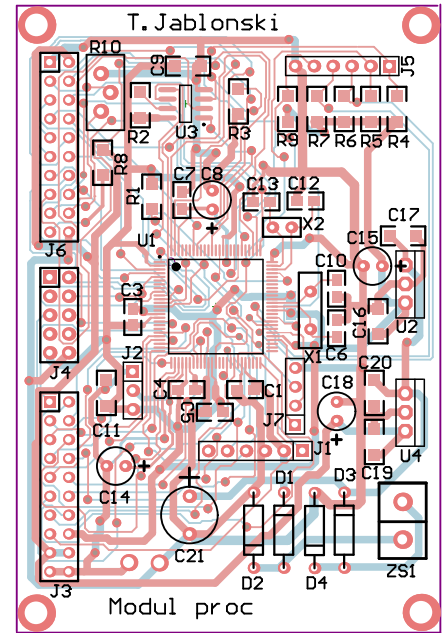 T.Jablonski
R10
C9
J5
R2
U3
R3
R9
R7
R6
R5
R4
R8
R1
C7
C8
C13
C12
J6
U1
X2
C17
C15
C10
C3
C16
U2
J4
J2
X1
C6
C20
C4
C5
C1
C18
J7
C11
J1
C19
U4
C14
D1
D3
C21
J3
D2
D4
ZS1
Modul proc